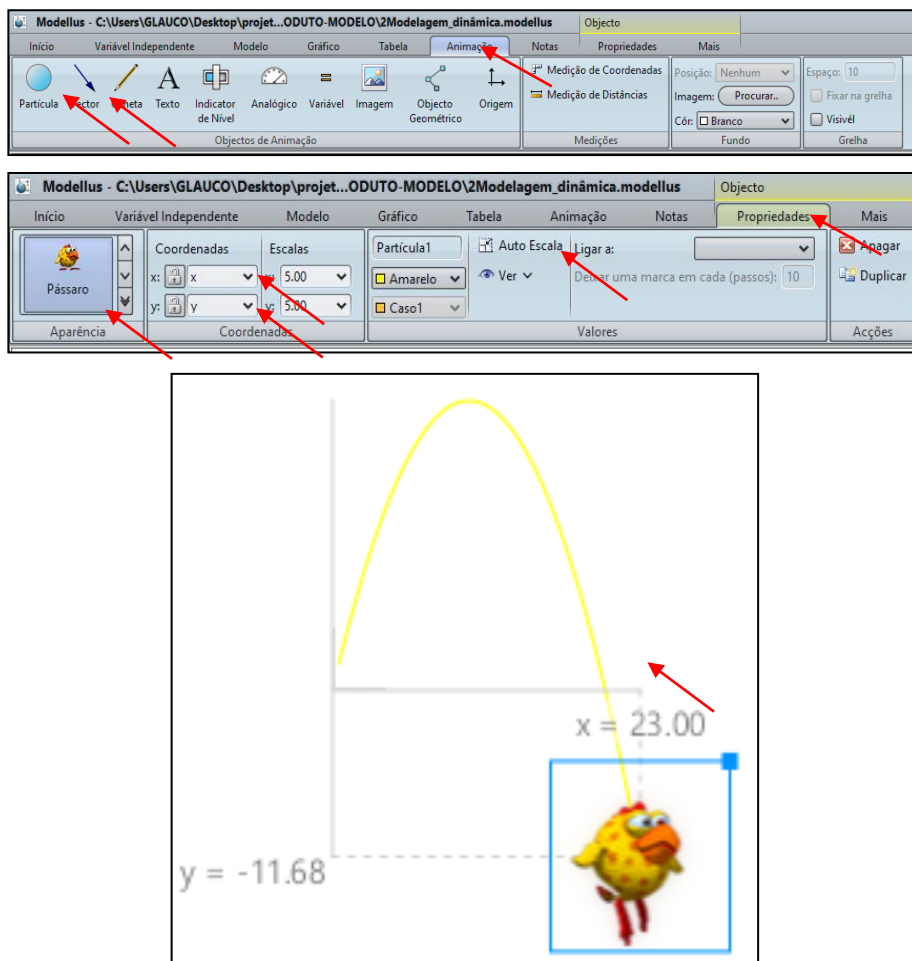 Modellus - C:\Users\GLAUCO\Desktop\projet...ODUTO-MODELO\2Modelagem_dinâmica.modellus Objecto
Início Variável Independente Modelo Gráfico Tabela Animação Notas Propriedades Mais
Partícula Vector Caneta Texto Indicator de Nível Analógico Variável Imagem Objecto Geométrico Origem
Medição de Coordenadas
Medição de Distâncias
Posição: Nenhum
Imagem: Procurar..
Côr: Branco
Espaço: 10
Fixar na grelha
Visivél
Objectos de Animação Medições Fundo Grelha
Modellus - C:\Users\GLAUCO\Desktop\projet...ODUTO-MODELO\2Modelagem_dinâmica.modellus Objecto
Início Variável Independente Modelo Gráfico Tabela Animação Notas Propriedades Mais
Pássaro
Coordenadas Escalas
x: x x: 5.00
y: y y: 5.00
Partícula1
Amarelo
Caso1
Auto Escala
Ver
Ligar a:
Deixar uma marca em cada (passos): 10
Apagar
Duplicar
Aparência Coordenadas Valores Acções
x = 23.00
y = -11.68